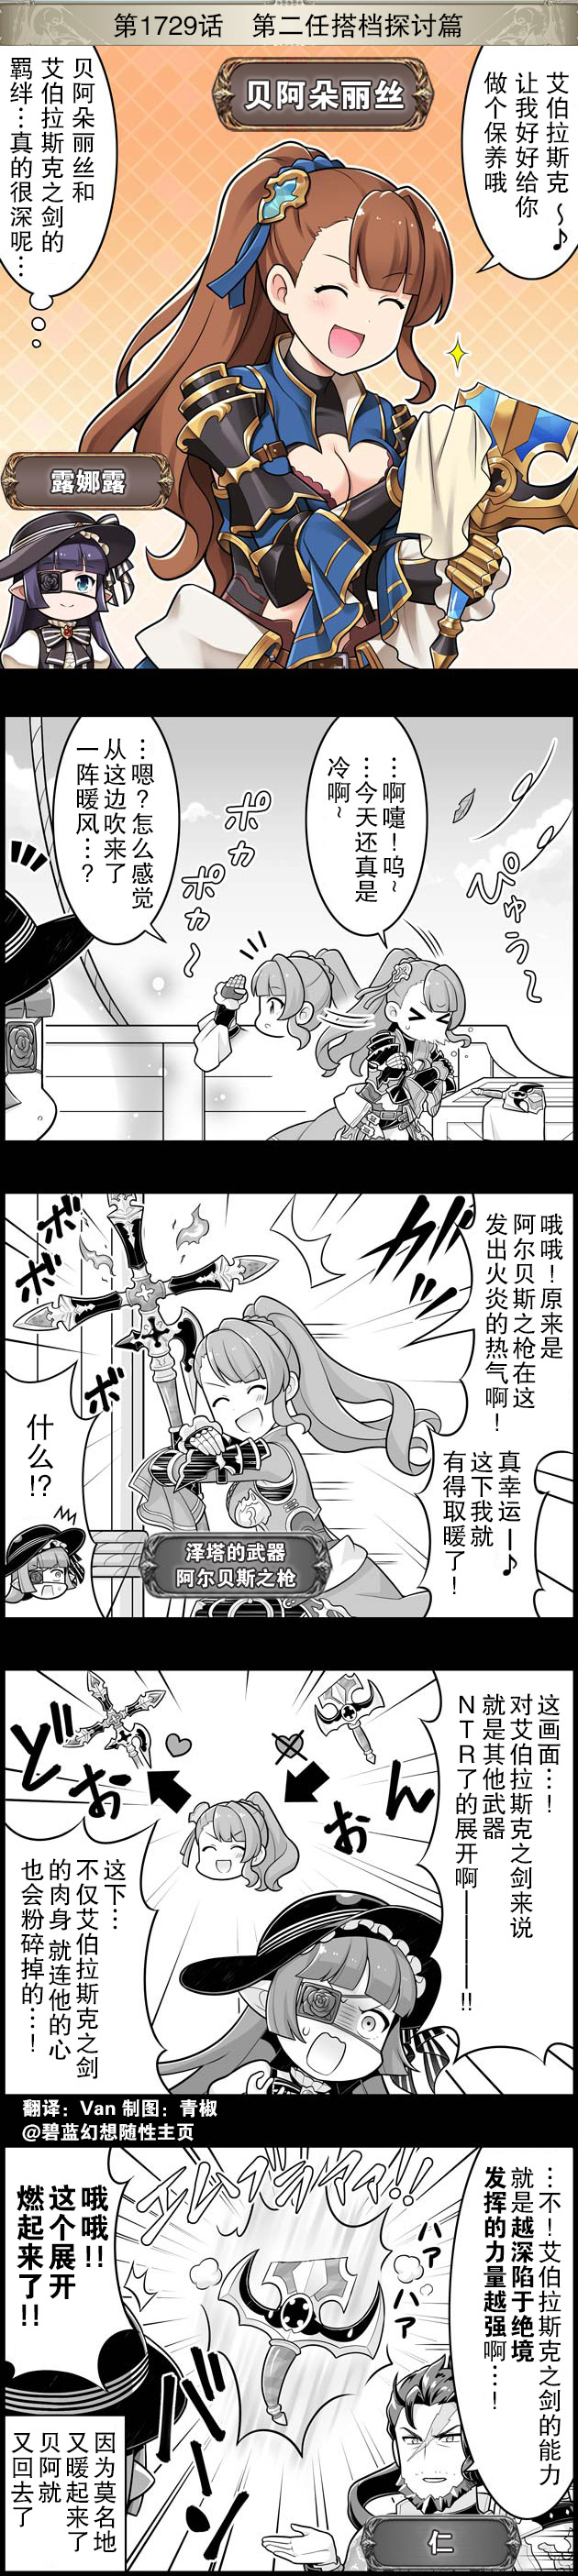 第1729话　第二任搭档探讨篇
艾伯拉斯克～♪
让我好好给你
做个保养哦
贝阿朵丽丝
贝阿朵丽丝和
艾伯拉斯克之剑的
羁绊…真的很深呢…
露娜露
…啊嚏！呜~
…今天还真是
冷啊~
ぴゅう～
…嗯？怎么感觉
从这边吹来了
一阵暖风…？
ポカ
ポカ～
哦哦！原来是
阿尔贝斯之枪在这
发出火炎的热气啊！
真幸运ー♪
这下我就
有得取暖了！
ボ
ボ
ボ
什么!?
泽塔的武器
阿尔贝斯之枪
这画面…！
对艾伯拉斯克之剑来说
就是其他武器
NTR了的展开啊————!!
どおおん
这下…
不仅艾伯拉斯克之剑
的肉身 就连他的心
也会粉碎掉的…！
翻译：Van 制图：青椒
@碧蓝幻想随性主页
…不！艾伯拉斯克之剑的能力
就是越深陷于绝境
发挥的力量越强啊…！
ハァ
ハァ
哦哦!!
这个展开
燃起来了!!
仁
因为莫名地
又暖起来了
贝阿就
又回去了